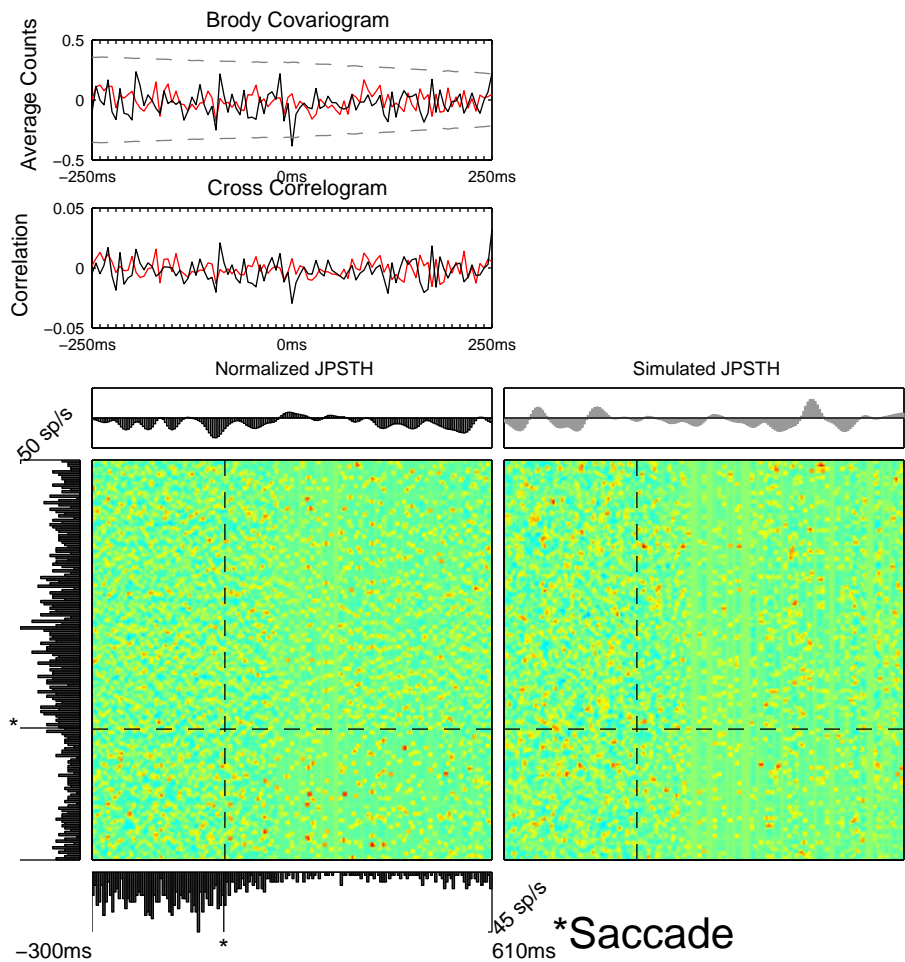 Brody Covariogram
Average Counts
0.5
0
−0.5
−250ms
0ms
250ms
Cross Correlogram
Correlation
0.05
0
−0.05
−250ms
0ms
250ms
Normalized JPSTH
Simulated JPSTH
50 sp/s
*
*
45 sp/s
−300ms
610ms
*Saccade